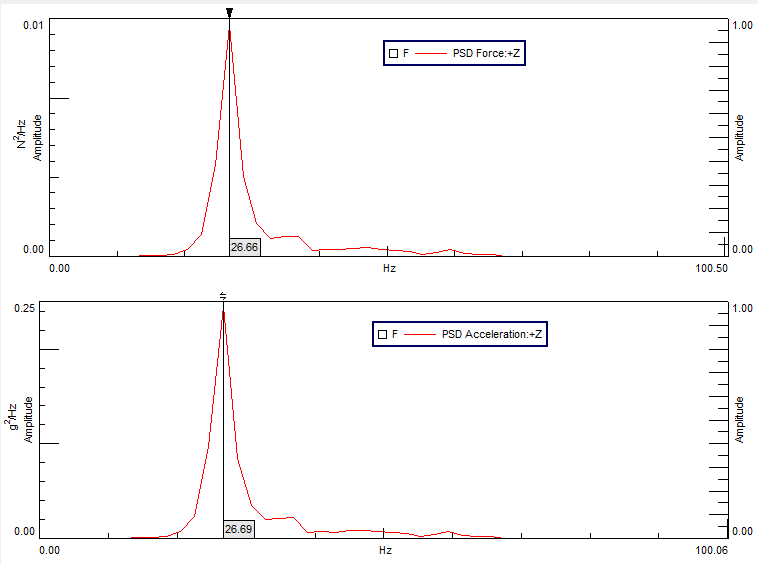 0.01
1.00
F PSD Force:+Z
N2/Hz
Amplitude
Amplitude
26.66
0.00
0.00
0.00
Hz
100.50
0.25
1.00
F PSD Acceleration:+Z
g2/Hz
Amplitude
Amplitude
26.69
0.00
0.00
0.00
Hz
100.06